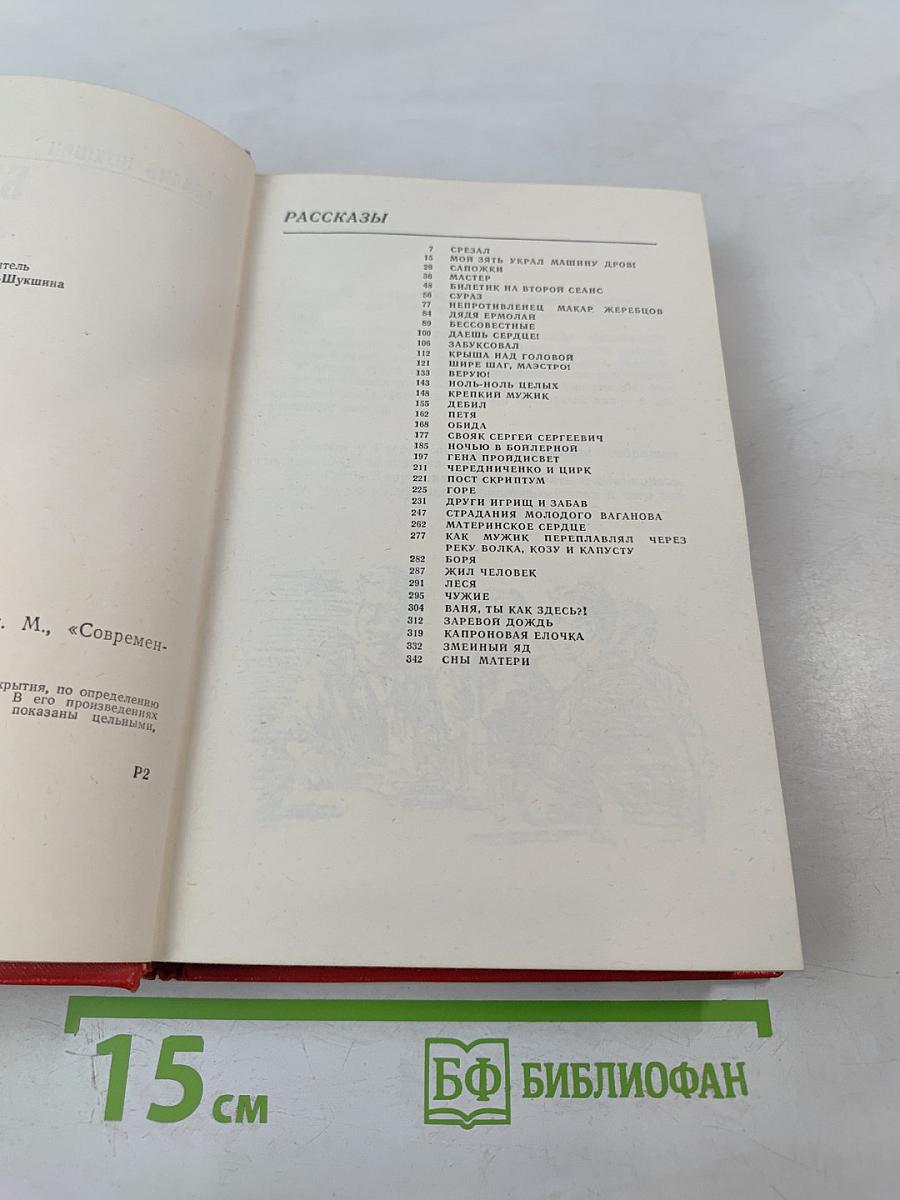 итель
-Шукшина
. М., «Современ-
крытия, по определению
В его произведениях
показаны цельными,
Р2
РАССКАЗЫ
7 СРЕЗАЛ
15 МОЙ ЗЯТЬ УКРАЛ МАШИНУ ДРОВ!
28 САПОЖКИ
36 МАСТЕР
48 БИЛЕТИК НА ВТОРОЙ СЕАНС
56 СУРАЗ
77 НЕПРОТИВЛЕНЕЦ МАКАР ЖЕРЕБЦОВ
84 ДЯДЯ ЕРМОЛАЙ
89 БЕССОВЕСТНЫЕ
100 ДАЕШЬ СЕРДЦЕ!
106 ЗАБУКСОВАЛ
112 КРЫША НАД ГОЛОВОЙ
121 ШИРЕ ШАГ, МАЭСТРО!
133 ВЕРУЮ!
143 НОЛЬ-НОЛЬ ЦЕЛЫХ
148 КРЕПКИЙ МУЖИК
155 ДЕБИЛ
162 ПЕТЯ
168 ОБИДА
177 СВОЯК СЕРГЕЙ СЕРГЕЕВИЧ
185 НОЧЬЮ В БОЙЛЕРНОЙ
197 ГЕНА ПРОЙДИСВЕТ
211 ЧЕРЕДНИЧЕНКО И ЦИРК
221 ПОСТ СКРИПТУМ
225 ГОРЕ
231 ДРУГИ ИГРИЩ И ЗАБАВ
247 СТРАДАНИЯ МОЛОДОГО ВАГАНОВА
262 МАТЕРИНСКОЕ СЕРДЦЕ
277 КАК МУЖИК ПЕРЕПЛАВЛЯЛ ЧЕРЕЗ
РЕКУ ВОЛКА, КОЗУ И КАПУСТУ
282 БОРЯ
287 ЖИЛ ЧЕЛОВЕК
291 ЛЕСЯ
295 ЧУЖИЕ
304 ВАНЯ, ТЫ КАК ЗДЕСЬ?!
312 ЗАРЕВОЙ ДОЖДЬ
319 КАПРОНОВАЯ ЕЛОЧКА
332 ЗМЕИНЫЙ ЯД
342 СНЫ МАТЕРИ
15 см
БФ БИБЛИОФАН